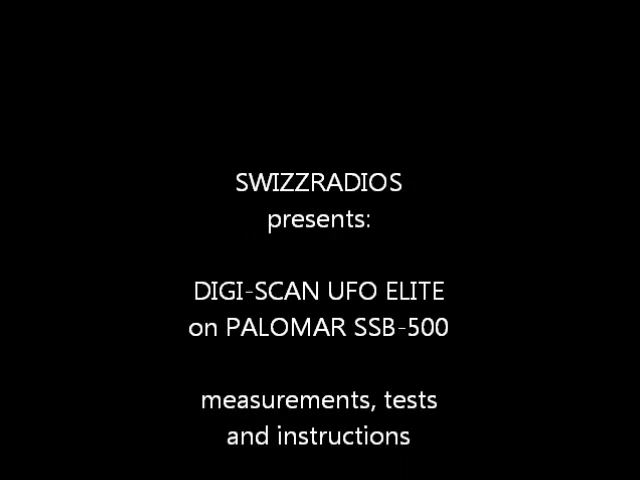 SWIZZRADIOS
presents:
DIGI-SCAN UFO ELITE
on PALOMAR SSB-500
measurements, tests
and instructions